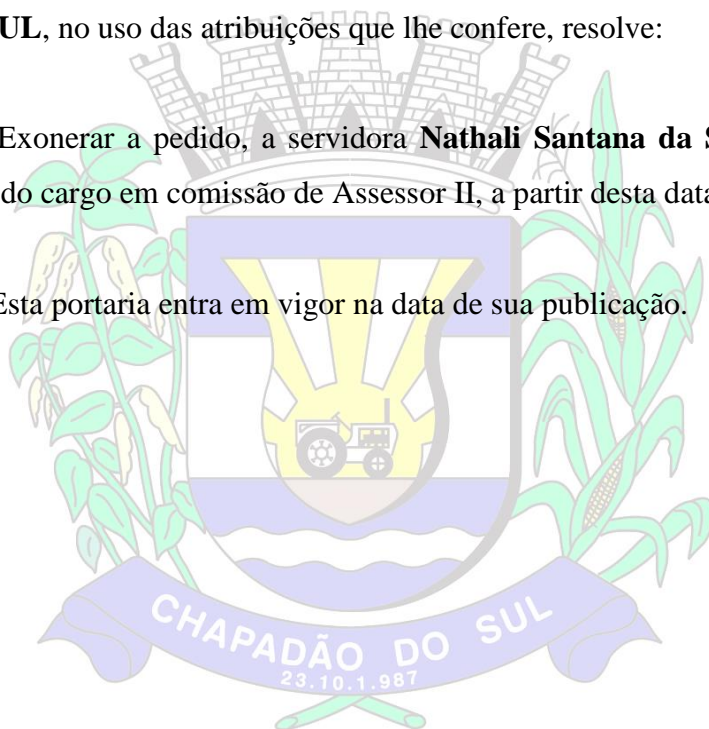 UL, no uso das atribuições que lhe confere, resolve:
Exonerar a pedido, a servidora Nathali Santana da S
do cargo em comissão de Assessor II, a partir desta data
Esta portaria entra em vigor na data de sua publicação.
CHAPADÃO DO SUL
23.10.1.987